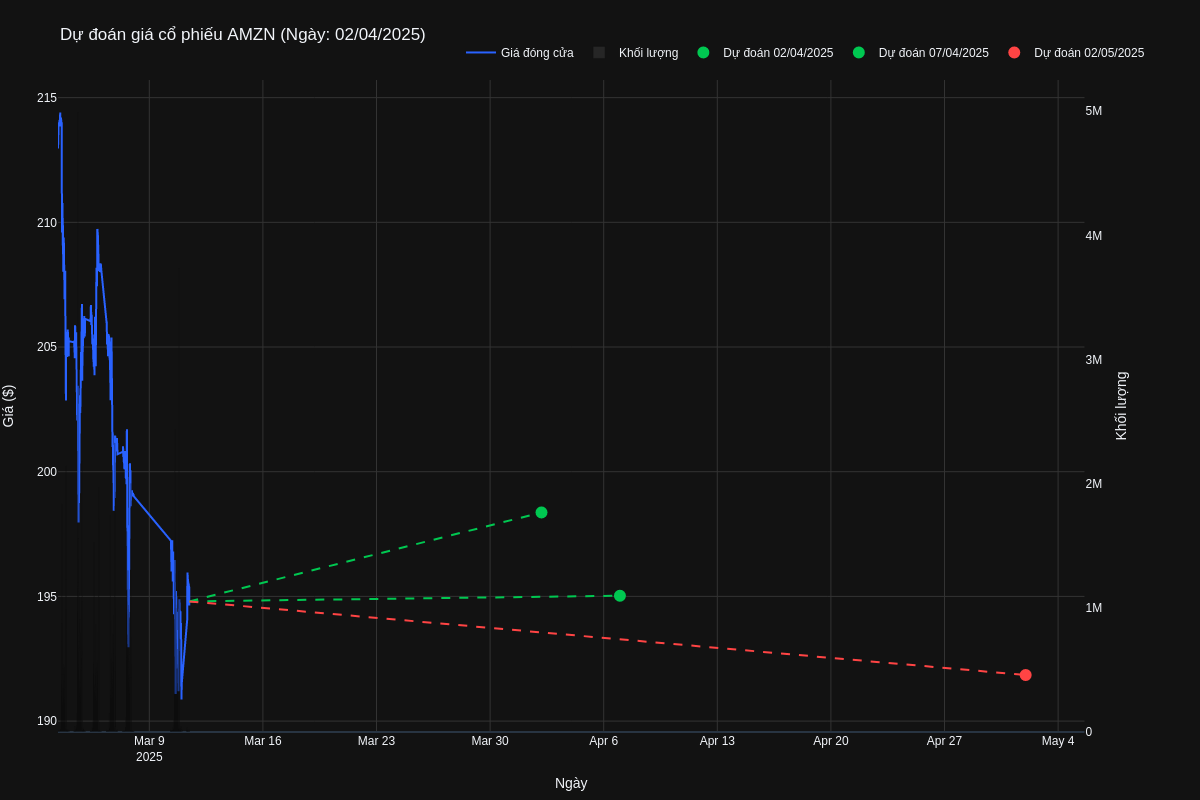 Dự đoán giá cổ phiếu AMZN (Ngày: 02/04/2025)
Giá đóng cửa
Khối lượng
Dự đoán 02/04/2025
Dự đoán 07/04/2025
Dự đoán 02/05/2025
215
210
205
200
195
190
Giá ($)
5M
4M
3M
2M
1M
0
Khối lượng
Mar 9
2025
Mar 16
Mar 23
Mar 30
Apr 6
Apr 13
Apr 20
Apr 27
May 4
Ngày